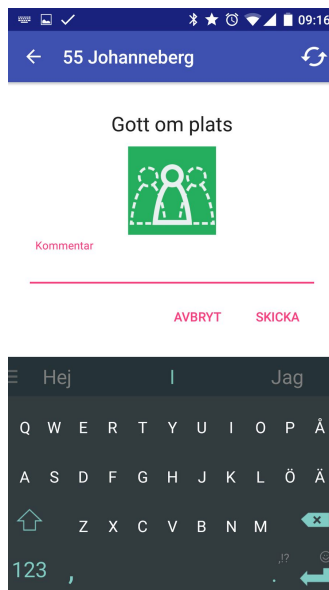 09:16
55 Johanneberg
Gott om plats
Kommentar
AVBRYT SKICKA
Hej I Jag
Q W E R T Y U I O P Å
A S D F G H J K L Ö Ä
Z X C V B N M
,!?
123 , .